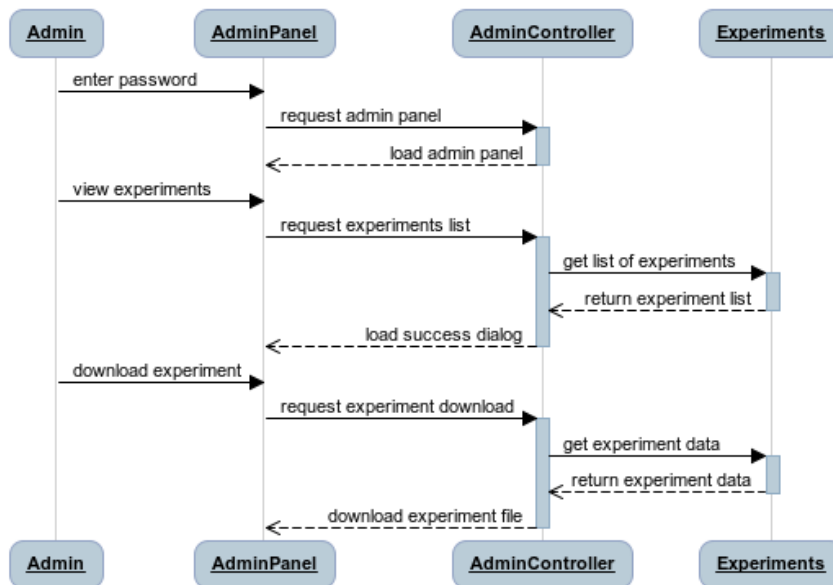 Admin
AdminPanel
AdminController
Experiments
enter password
request admin panel
load admin panel
view experiments
request experiments list
get list of experiments
return experiment list
load success dialog
download experiment
request experiment download
get experiment data
return experiment data
download experiment file
Admin
AdminPanel
AdminController
Experiments